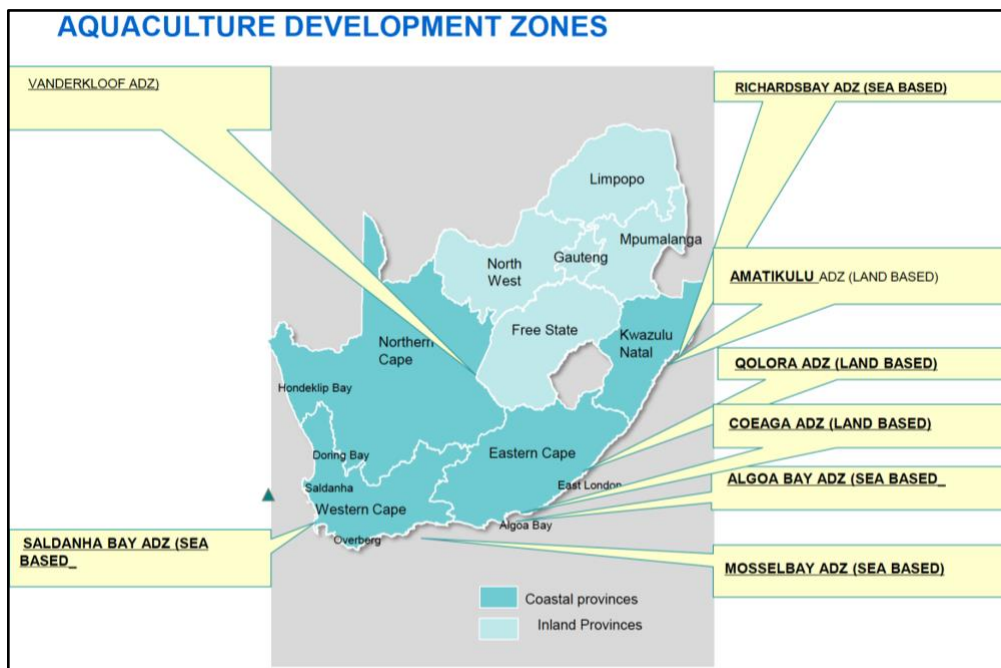 AQUACULTURE DEVELOPMENT ZONES
VANDERKLOOF ADZ)
RICHARDSBAY ADZ (SEA BASED)
Limpopo
Mpumalanga
Gauteng
North
West
AMATIKULU ADZ (LAND BASED)
Free State
Kwazulu
Natal
Northern
Cape
QOLORA ADZ (LAND BASED)
Hondeklip Bay
COEAGA ADZ (LAND BASED)
Doring Bay
Eastern Cape
ALGOA BAY ADZ (SEA BASED_
Saldanha
East London
Western Cape
Algoa Bay
Overberg
SALDANHA BAY ADZ (SEA
BASED_
MOSSELBAY ADZ (SEA BASED)
Coastal provinces
Inland Provinces